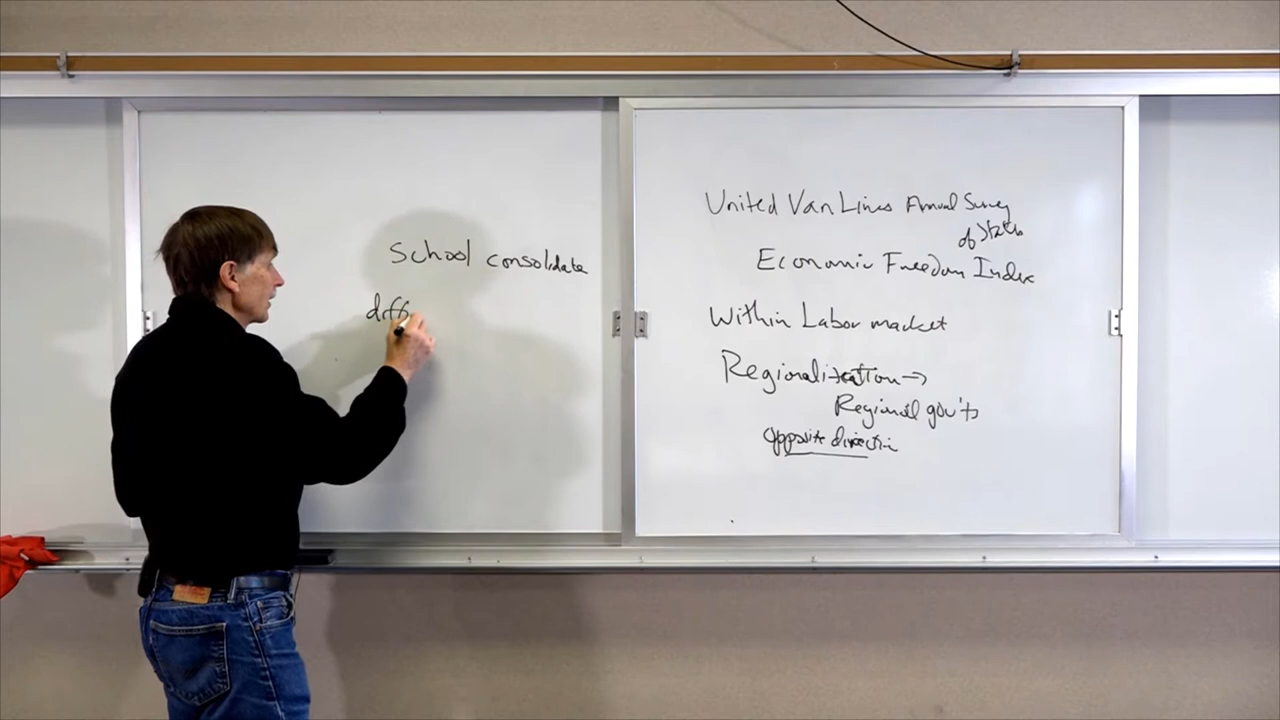 School consolidate
diff
United Van Lines Annual Survey
of States
Economic Freedom Index
Within Labor market
Regionalization →
Regional gov'ts
opposite direction